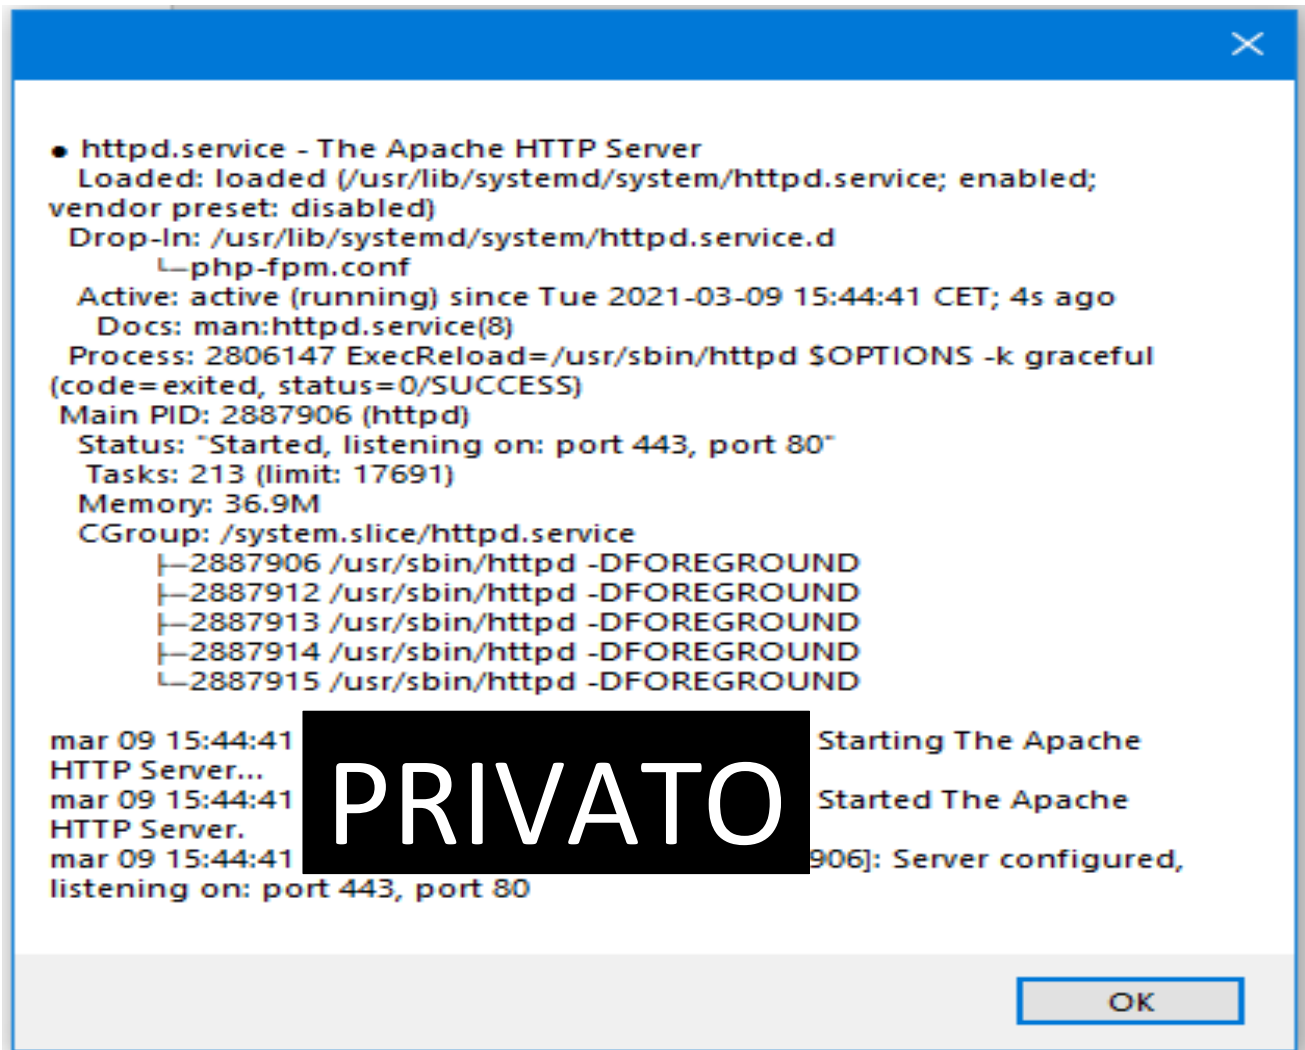 ● httpd.service - The Apache HTTP Server
Loaded: loaded (/usr/lib/systemd/system/httpd.service; enabled;
vendor preset: disabled)
Drop-In: /usr/lib/systemd/system/httpd.service.d
└─php-fpm.conf
Active: active (running) since Tue 2021-03-09 15:44:41 CET; 4s ago
Docs: man:httpd.service(8)
Process: 2806147 ExecReload=/usr/sbin/httpd $OPTIONS -k graceful
(code=exited, status=0/SUCCESS)
Main PID: 2887906 (httpd)
Status: "Started, listening on: port 443, port 80"
Tasks: 213 (limit: 17691)
Memory: 36.9M
CGroup: /system.slice/httpd.service
├─2887906 /usr/sbin/httpd -DFOREGROUND
├─2887912 /usr/sbin/httpd -DFOREGROUND
├─2887913 /usr/sbin/httpd -DFOREGROUND
├─2887914 /usr/sbin/httpd -DFOREGROUND
└─2887915 /usr/sbin/httpd -DFOREGROUND
mar 09 15:44:41 Starting The Apache
HTTP Server...
PRIVATO
mar 09 15:44:41 Started The Apache
HTTP Server.
mar 09 15:44:41 906]: Server configured,
listening on: port 443, port 80
OK